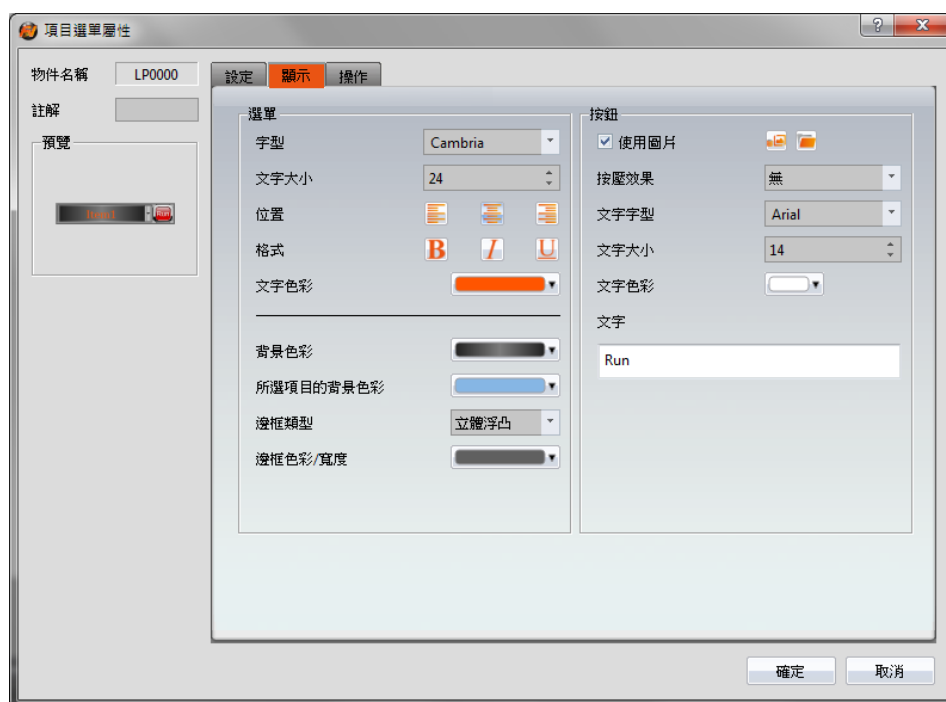 項目選單屬性
物件名稱 LP0000
註解
預覽
設定 顯示 操作
選單
字型 Cambria
文字大小 24
位置
格式 B I U
文字色彩
背景色彩
所選項目的背景色彩
邊框類型 立體浮凸
邊框色彩/寬度
按鈕
使用圖片
按壓效果 無
文字字型 Arial
文字大小 14
文字色彩
文字
Run
確定 取消